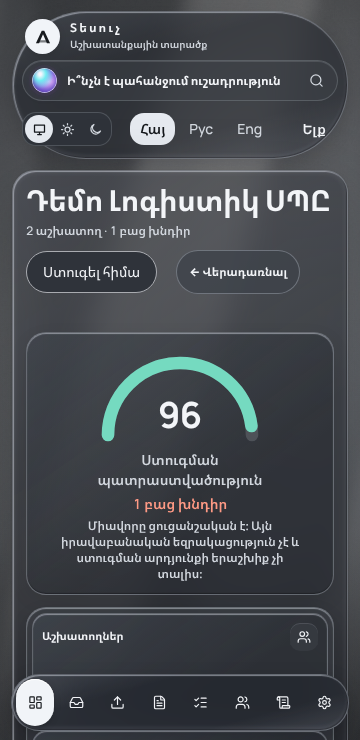 Տեսուչ
Աշխատանքային տարածք
Ի՞նչն է պահանջում ուշադրություն
Հայ Рус Eng Ելք
Դեմո Լոգիստիկ ՍՊԸ
2 աշխատող · 1 բաց խնդիր
Ստուգել հիմա ← Վերադառնալ
96
Ստուգման
պատրաստվածություն
1 բաց խնդիր
Միավորը ցուցանշական է: Այն
իրավաբանական եզրակացություն չէ և
ստուգման արդյունքի երաշխիք չի
տալիս:
Աշխատողներ